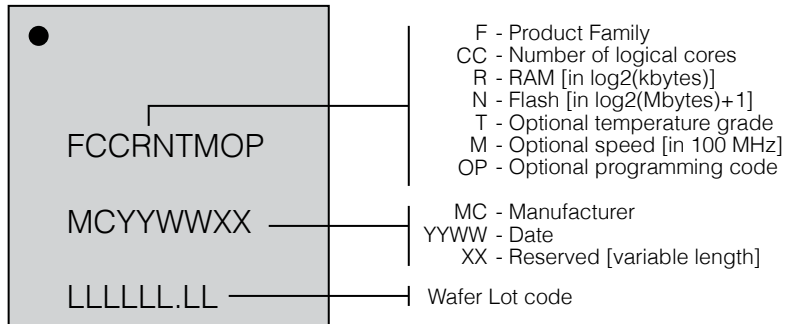 FCCRNTMOP
F - Product Family
CC - Number of logical cores
R - RAM [in log2(kbytes)]
N - Flash [in log2(Mbytes)+1]
T - Optional temperature grade
M - Optional speed [in 100 MHz]
OP - Optional programming code
MCYYWWXX
MC - Manufacturer
YYWW - Date
XX - Reserved [variable length]
LLLLLL.LL
Wafer Lot code